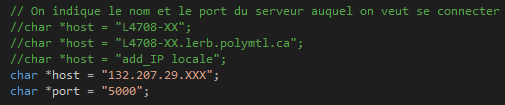 // On indique le nom et le port du serveur auquel on veut se connecter
//char *host = "L4708-XX";
//char *host = "L4708-XX.lerb.polymtl.ca";
//char *host = "add_IP locale";
char *host = "132.207.29.XXX";
char *port = "5000";